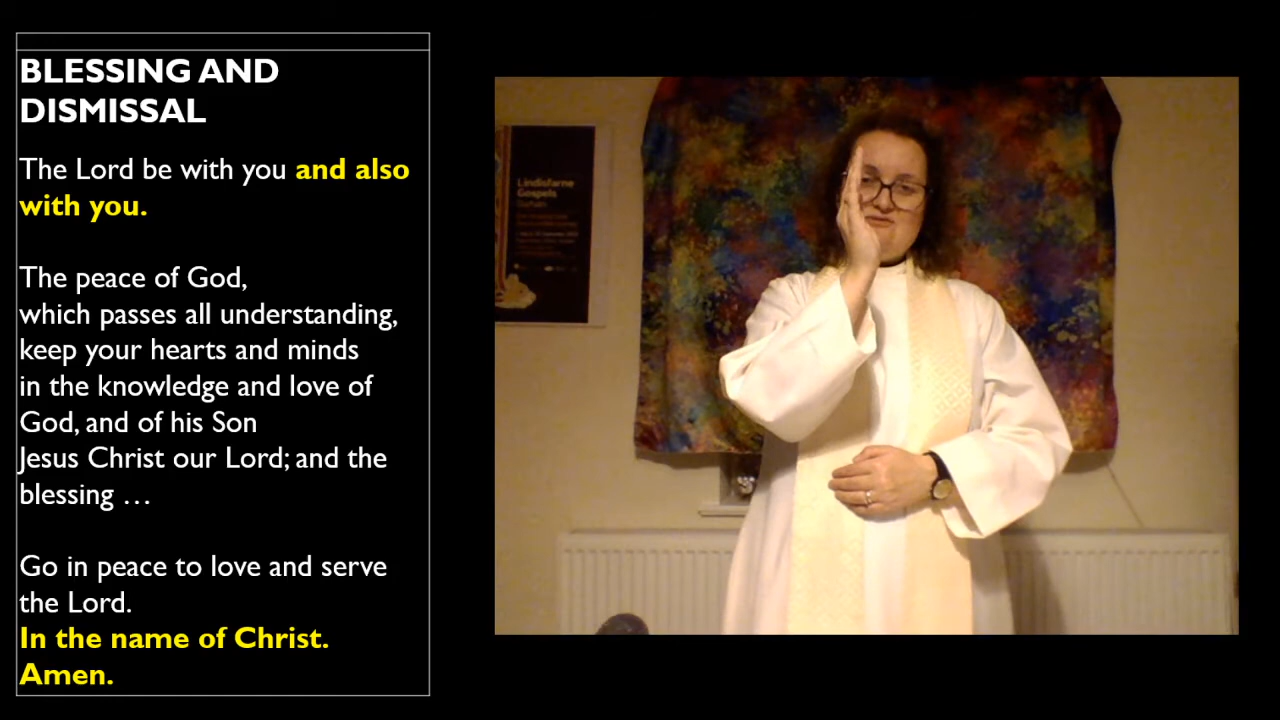 BLESSING AND
DISMISSAL
The Lord be with you and also
with you.
The peace of God,
which passes all understanding,
keep your hearts and minds
in the knowledge and love of
God, and of his Son
Jesus Christ our Lord; and the
blessing …
Go in peace to love and serve
the Lord.
In the name of Christ.
Amen.
Lindisfarne
Gospels